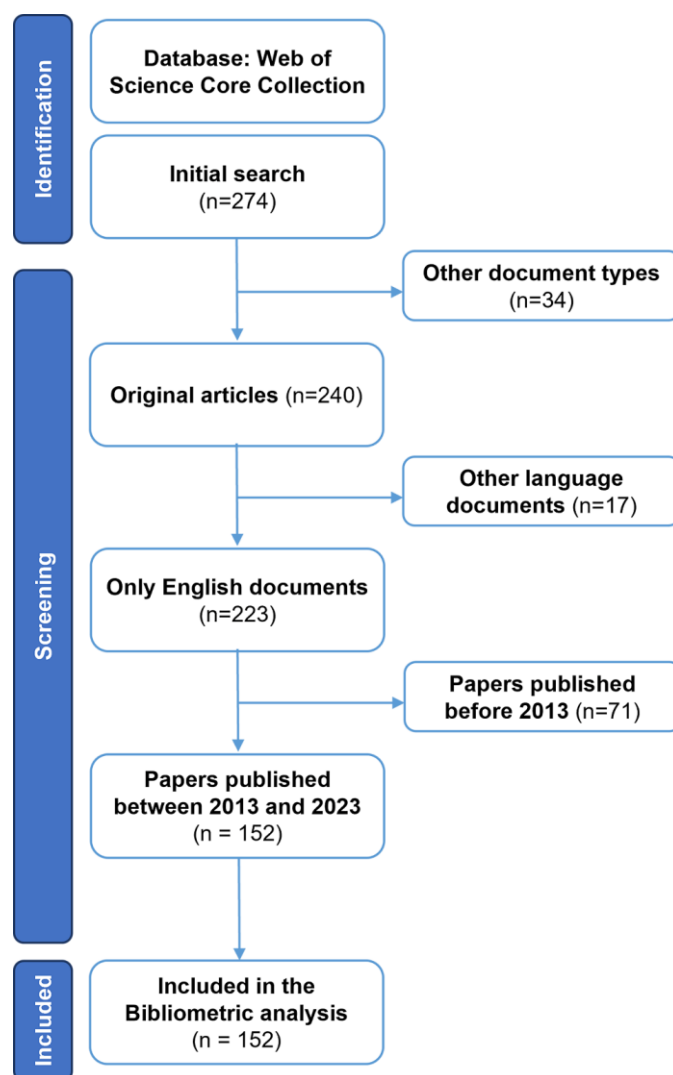 Identification
Database: Web of
Science Core Collection
Initial search
(n=274)
Other document types
(n=34)
Screening
Original articles (n=240)
Other language
documents (n=17)
Only English documents
(n=223)
Papers published
before 2013 (n=71)
Papers published
between 2013 and 2023
(n = 152)
Included
Included in the
Bibliometric analysis
n = 152)